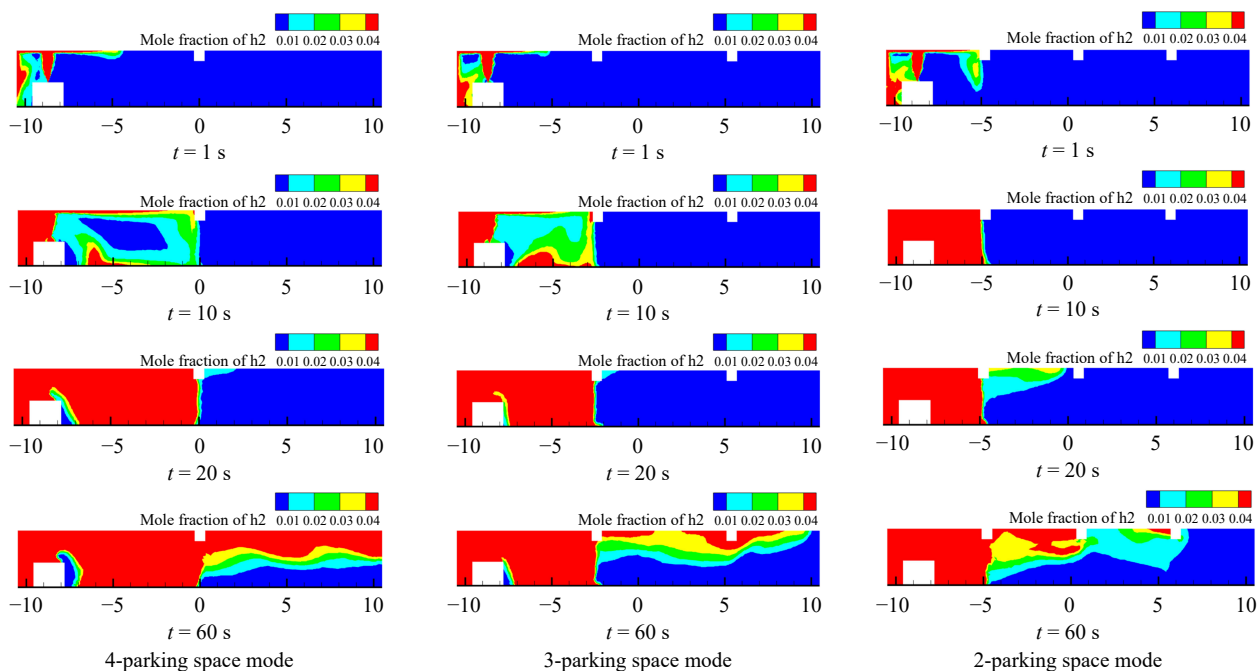 0.01 0.02 0.03 0.04
Mole fraction of h2
−10 −5 0 5 10
t = 1 s
0.01 0.02 0.03 0.04
Mole fraction of h2
−10 −5 0 5 10
t = 1 s
0.01 0.02 0.03 0.04
Mole fraction of h2
−10 −5 0 5 10
t = 1 s
Mole fraction of h2 0.01 0.02 0.03 0.04
−10 −5 0 5 10
t = 10 s
Mole fraction of h2 0.01 0.02 0.03 0.04
−10 −5 0 5 10
t = 10 s
Mole fraction of h2 0.01 0.02 0.03 0.04
−10 −5 0 5 10
t = 10 s
Mole fraction of h2 0.01 0.02 0.03 0.04
−10 −5 0 5 10
t = 20 s
Mole fraction of h2 0.01 0.02 0.03 0.04
−10 −5 0 5 10
t = 20 s
Mole fraction of h2 0.01 0.02 0.03 0.04
−10 −5 0 5 10
t = 20 s
Mole fraction of h2 0.01 0.02 0.03 0.04
−10 −5 0 5 10
t = 60 s
Mole fraction of h2 0.01 0.02 0.03 0.04
−10 −5 0 5 10
t = 60 s
Mole fraction of h2 0.01 0.02 0.03 0.04
−10 −5 0 5 10
t = 60 s
4-parking space mode
3-parking space mode
2-parking space mode